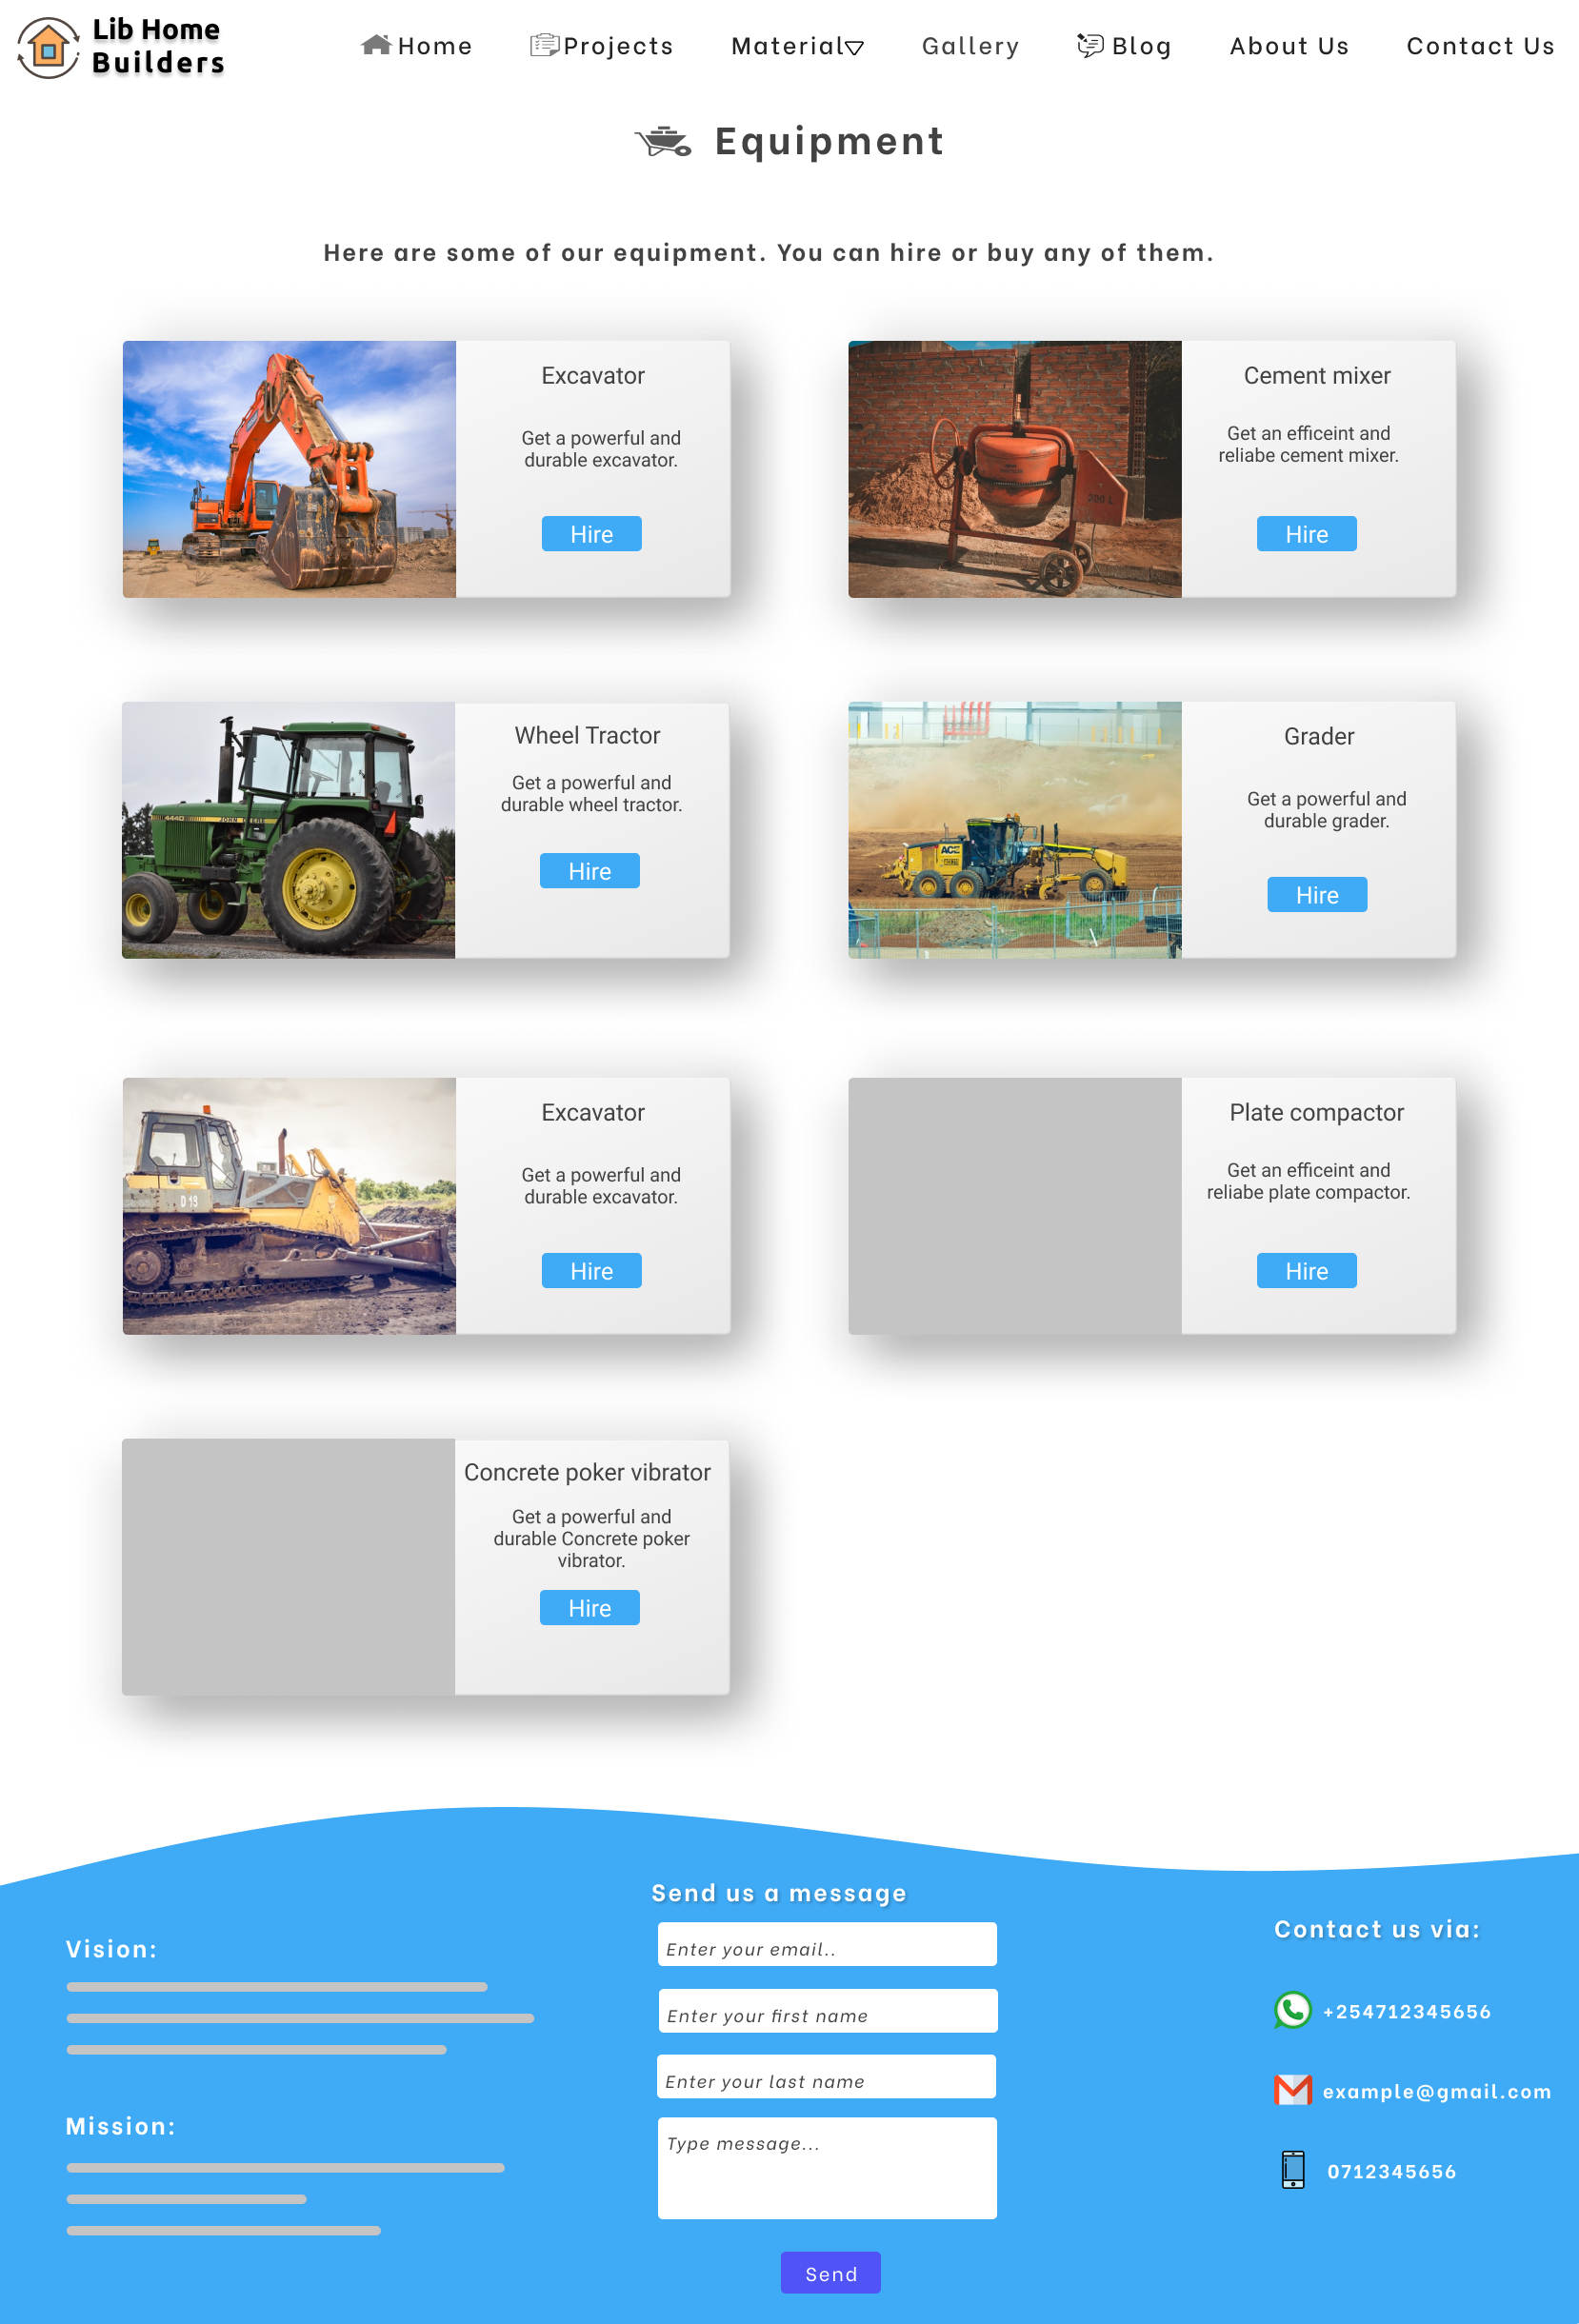 Lib Home
Builders
Home
Projects
Material
Gallery
Blog
About Us
Contact Us
Equipment
Here are some of our equipment. You can hire or buy any of them.
Excavator
Get a powerful and
durable excavator.
Hire
Cement mixer
Get an efficeint and
reliabe cement mixer.
Hire
200 L
Wheel Tractor
Get a powerful and
durable wheel tractor.
Hire
4440
JOHN DEERE
Grader
Get a powerful and
durable grader.
Hire
ACE
Excavator
Get a powerful and
durable excavator.
Hire
D 19
Plate compactor
Get an efficeint and
reliabe plate compactor.
Hire
Concrete poker vibrator
Get a powerful and
durable Concrete poker
vibrator.
Hire
Send us a message
Enter your email..
Enter your first name
Enter your last name
Type message...
Send
Vision:
Mission:
Contact us via:
+254712345656
example@gmail.com
0712345656